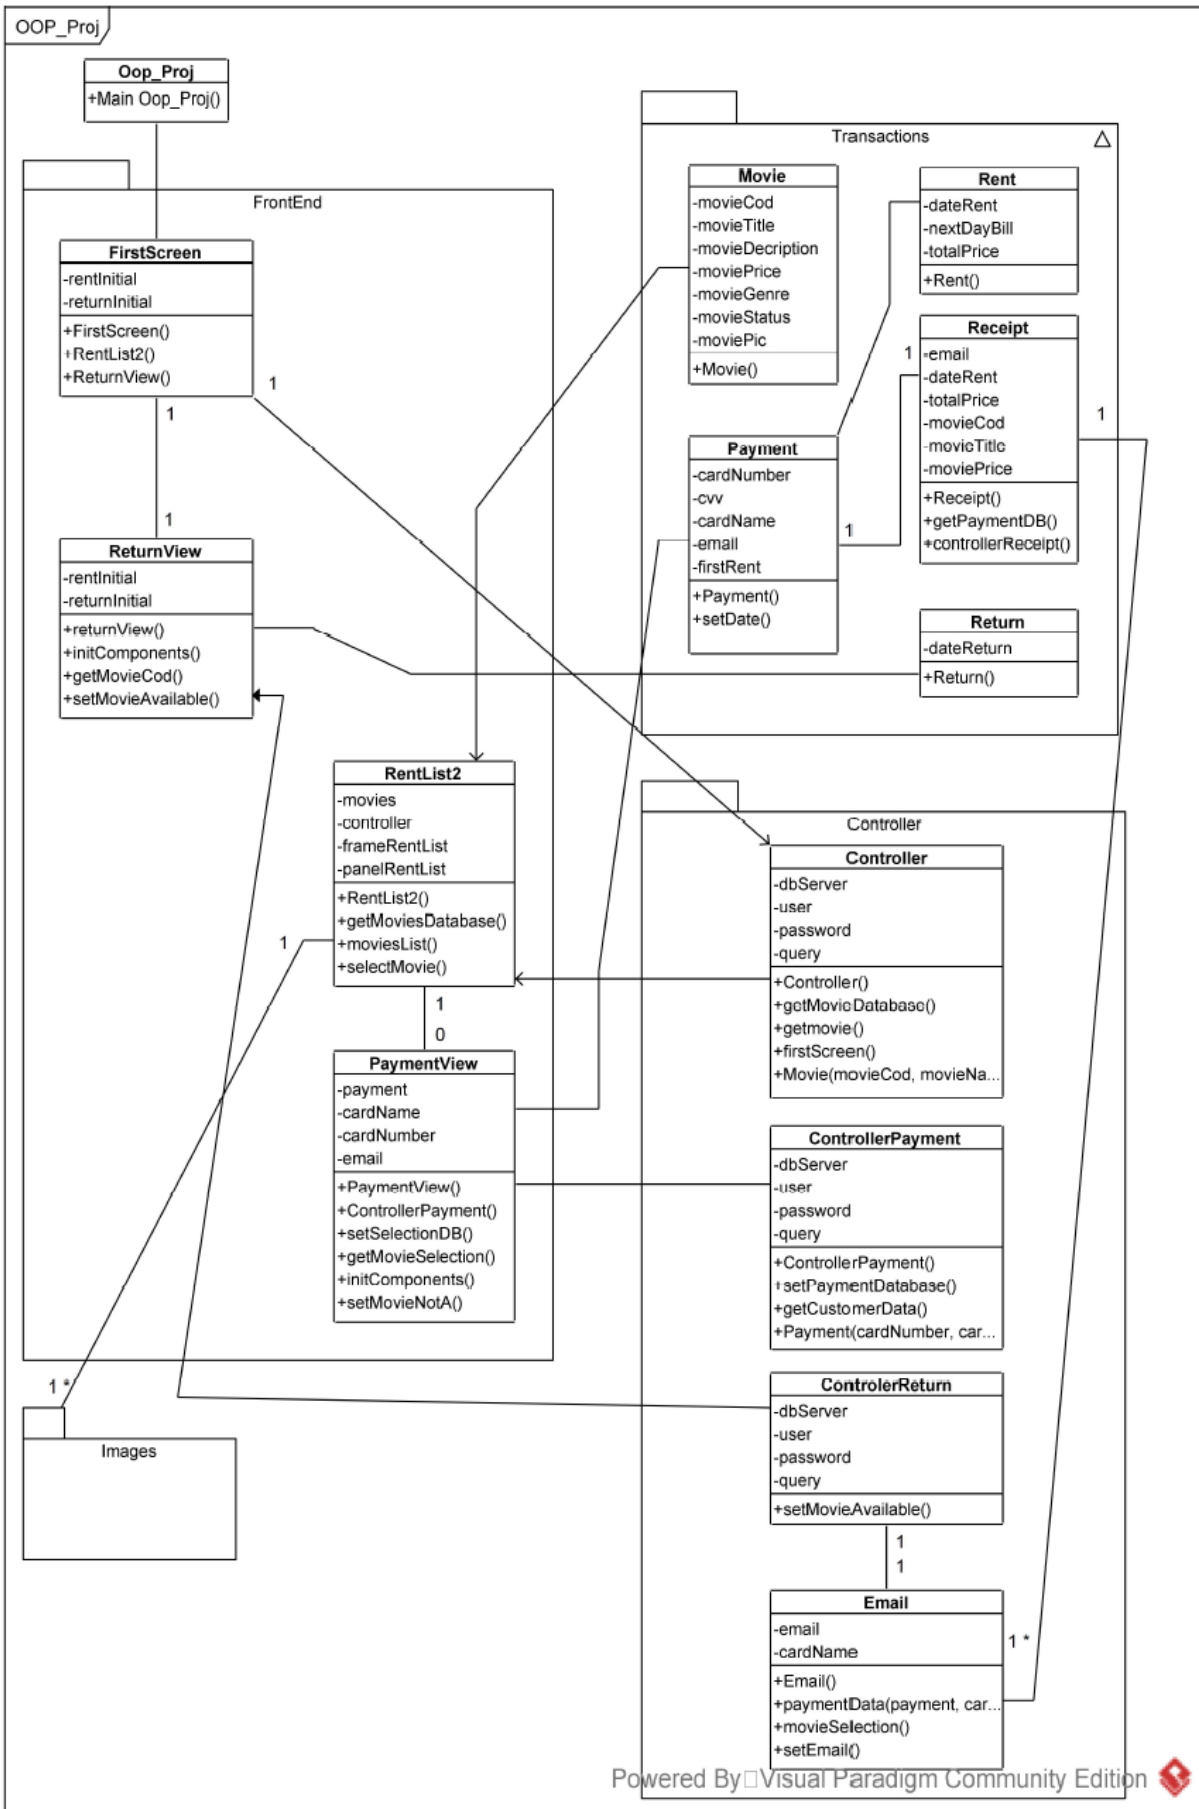 OOP_Proj
Oop_Proj
+Main Oop_Proj()
FrontEnd
FirstScreen
-rentInitial
-returnInitial
+FirstScreen()
+RentList2()
+ReturnView()
1
1
1
ReturnView
-rentInitial
-returnInitial
+returnView()
+initComponents()
+getMovieCod()
+setMovieAvailable()
RentList2
-movies
-controller
-frameRentList
-panelRentList
+RentList2()
+getMoviesDatabase()
+moviesList()
+selectMovie()
1
1
0
PaymentView
-payment
-cardName
-cardNumber
-email
+PaymentView()
+ControllerPayment()
+setSelectionDB()
+getMovieSelection()
+initComponents()
+setMovieNotA()
1 *
Images
Transactions
Movie
-movieCod
-movieTitle
-movieDecription
-moviePrice
-movieGenre
-movieStatus
-moviePic
+Movie()
Rent
-dateRent
-nextDayBill
-totalPrice
+Rent()
Receipt
-email
-dateRent
-totalPrice
-movieCod
-movieTitle
-moviePrice
+Receipt()
+getPaymentDB()
+controllerReceipt()
1
1
1
Payment
-cardNumber
-cvv
-cardName
-email
-firstRent
+Payment()
+setDate()
Return
-dateReturn
+Return()
Controller
Controller
-dbServer
-user
-password
-query
+Controller()
+getMovieDatabase()
+getmovie()
+firstScreen()
+Movie(movieCod, movieNa...
ControllerPayment
-dbServer
-user
-password
-query
+ControllerPayment()
+setPaymentDatabase()
+getCustomerData()
+Payment(cardNumber, car...
ControlerReturn
-dbServer
-user
-password
-query
+setMovieAvailable()
1
1
Email
-email
-cardName
+Email()
+paymentData(payment, car...
+movieSelection()
+setEmail()
1 *
Powered By□Visual Paradigm Community Edition